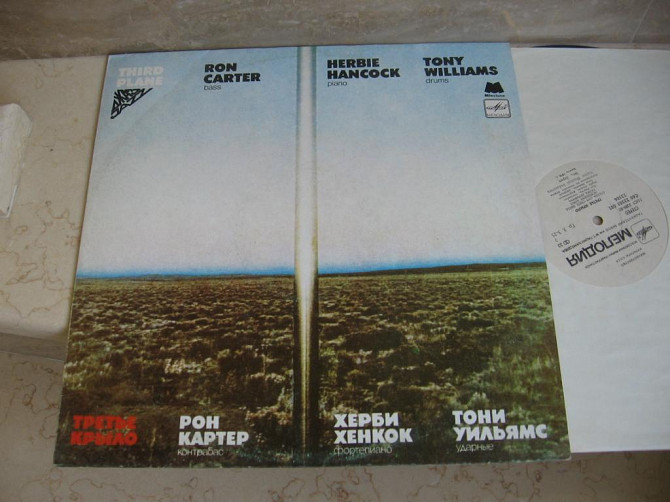 THIRD
PLANE
RON
CARTER
bass
HERBIE
HANCOCK
piano
TONY
WILLIAMS
drums
Milestone
ТРЕТЬЕ
КРЫЛО
РОН
КАРТЕР
контрабас
ХЕРБИ
ХЕНКОК
фортепиано
ТОНИ
УИЛЬЯМС
ударные
МЕЛОДИЯ